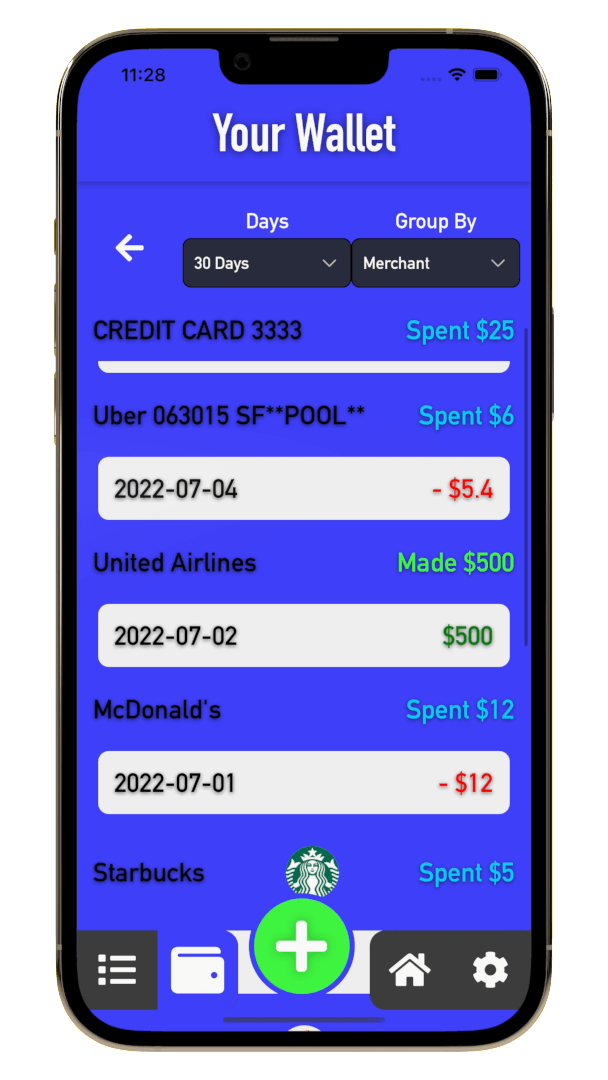 11:28
Your Wallet
Days
Group By
30 Days
Merchant
CREDIT CARD 3333
Spent $25
Uber 063015 SF**POOL**
Spent $6
2022-07-04
- $5.4
United Airlines
Made $500
2022-07-02
$500
McDonald's
Spent $12
2022-07-01
- $12
Starbucks
Spent $5